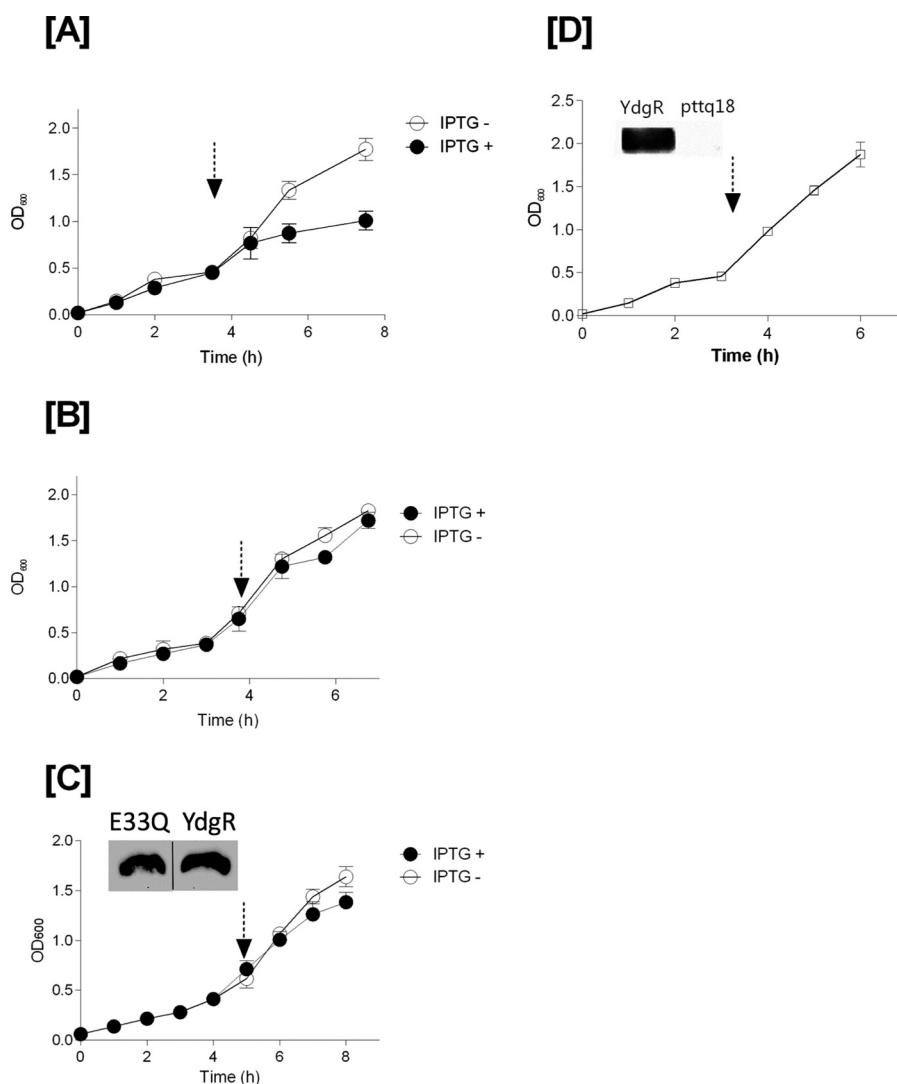 [A]
2.0
1.5
1.0
0.5
0.0
OD₆₀₀
0 2 4 6 8
Time (h)
IPTG -
IPTG +
[D]
YdgR pttq18
2.5
2.0
1.5
1.0
0.5
0.0
OD₆₀₀
0 2 4 6
Time (h)
[B]
2.0
1.5
1.0
0.5
0.0
OD₆₀₀
0 2 4 6
Time (h)
IPTG +
IPTG -
[C]
E33Q YdgR
2.0
1.5
1.0
0.5
0.0
OD600
0 2 4 6 8
Time (h)
IPTG +
IPTG -